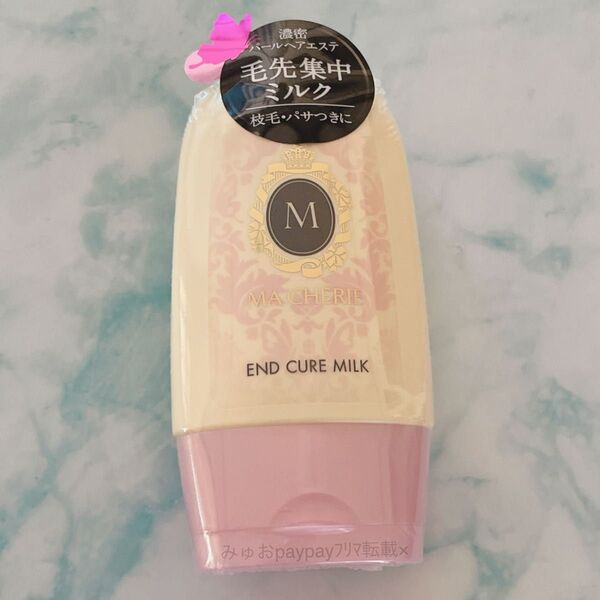 濃密
パールヘアエステ
毛先集中
ミルク
枝毛・パサつきに
M
MA CHÉRIE
END CURE MILK
みゅおpaypayフリマ転載×